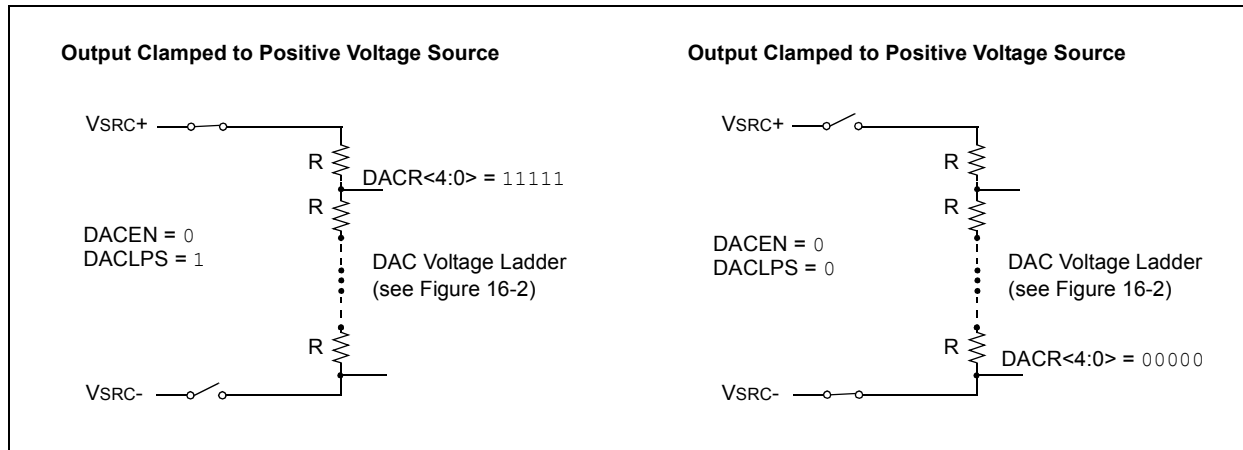 Output Clamped to Positive Voltage Source
VSRC+
R
DACR<4:0> = 11111
R
DACEN = 0
DACLPS = 1
DAC Voltage Ladder
(see Figure 16-2)
R
VSRC-
Output Clamped to Positive Voltage Source
VSRC+
R
R
DACEN = 0
DACLPS = 0
DAC Voltage Ladder
(see Figure 16-2)
R
DACR<4:0> = 00000
VSRC-